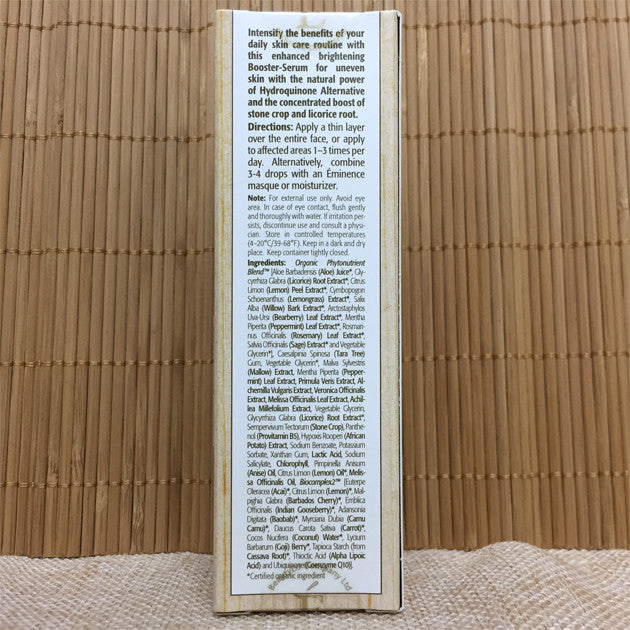 Intensify the benefits of your
daily skin care routine with
this enhanced brightening
Booster-Serum for uneven
skin with the natural power
of Hydroquinone Alternative
and the concentrated boost of
stone crop and licorice root.
Directions: Apply a thin layer
over the entire face, or apply
to affected areas 1–3 times per
day. Alternatively, combine
3-4 drops with an Éminence
masque or moisturizer.
Note: For external use only. Avoid eye
area. In case of eye contact, flush gently
and thoroughly with water. If irritation per-
sists, discontinue use and consult a physi-
cian. Store in controlled temperatures
(4–20°C/39-68°F). Keep in a dark and dry
place. Keep container tightly closed.
Ingredients: Organic Phytonutrient
Blend™ [Aloe Barbadensis (Aloe) Juice*, Gly-
cyrrhiza Glabra (Licorice) Root Extract*, Citrus
Limon (Lemon) Peel Extract*, Cymbopogon
Schoenanthus (Lemongrass) Extract*, Salix
Alba (Willow) Bark Extract*, Arctostaphylos
Uva-Ursi (Bearberry) Leaf Extract*, Mentha
Piperita (Peppermint) Leaf Extract*, Rosmari-
nus Officinalis (Rosemary) Leaf Extract*,
Salvia Officinalis (Sage) Extract* and Vegetable
Glycerin*], Caesalpinia Spinosa (Tara Tree)
Gum, Vegetable Glycerin*, Malva Sylvestris
(Mallow) Extract, Mentha Piperita (Pepper-
mint) Leaf Extract, Primula Veris Extract, Al-
chemilla Vulgaris Extract, Veronica Officinalis
Extract, Melissa Officinalis Leaf Extract, Achil-
lea Millefolium Extract, Vegetable Glycerin,
Glycyrrhiza Glabra (Licorice) Root Extract*,
Sempervivum Tectorum (Stone Crop), Panthe-
nol (Provitamin B5), Hypoxis Rooperi (African
Potato) Extract, Sodium Benzoate, Potassium
Sorbate, Xanthan Gum, Lactic Acid, Sodium
Salicylate, Chlorophyll, Pimpinella Anisum
(Anise) Oil, Citrus Limon (Lemon) Oil*, Melis-
sa Officinalis Oil, Biocomplex2™ [Euterpe
Oleracea (Acai)*, Citrus Limon (Lemon)*, Mal-
pighia Glabra (Barbados Cherry)*, Emblica
Officinalis (Indian Gooseberry)*, Adansonia
Digitata (Baobab)*, Myrciaria Dubia (Camu
Camu)*, Daucus Carota Sativa (Carrot)*,
Cocos Nucifera (Coconut) Water*, Lycium
Barbarum (Goji) Berry*, Tapioca Starch (from
Cassava Root)*, Thioctic Acid (Alpha Lipoic
Acid) and Ubiquinone (Coenzyme Q10)].
*Certified organic ingredient